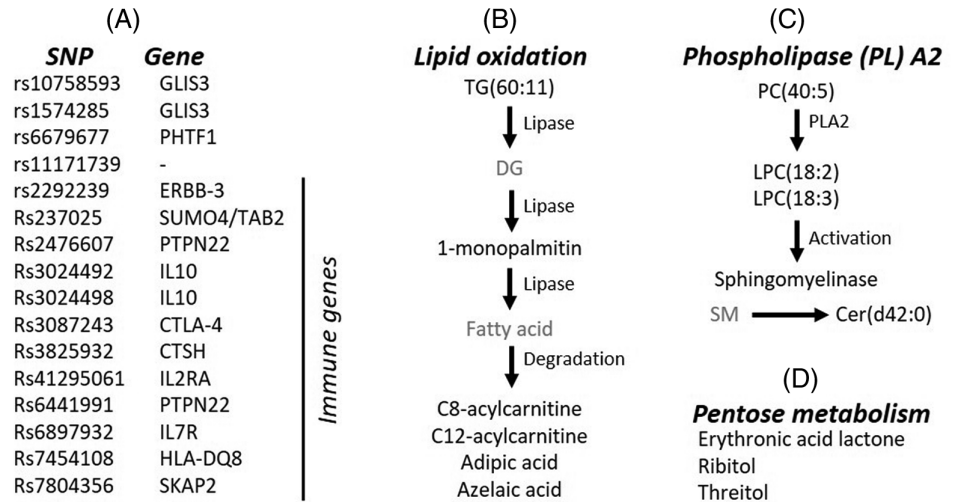 (A)
SNP Gene
rs10758593 GLIS3
rs1574285 GLIS3
rs6679677 PHTF1
rs11171739 -
rs2292239 ERBB-3
Rs237025 SUMO4/TAB2
Rs2476607 PTPN22
Rs3024492 IL10
Rs3024498 IL10
Rs3087243 CTLA-4
Rs3825932 CTSH
Rs41295061 IL2RA
Rs6441991 PTPN22
Rs6897932 IL7R
Rs7454108 HLA-DQ8
Rs7804356 SKAP2
Immune genes
(B)
Lipid oxidation
TG(60:11)
Lipase
DG
Lipase
1-monopalmitin
Lipase
Fatty acid
Degradation
C8-acylcarnitine
C12-acylcarnitine
Adipic acid
Azelaic acid
(C)
Phospholipase (PL) A2
PC(40:5)
PLA2
LPC(18:2)
LPC(18:3)
Activation
Sphingomyelinase
SM Cer(d42:0)
(D)
Pentose metabolism
Erythronic acid lactone
Ribitol
Threitol